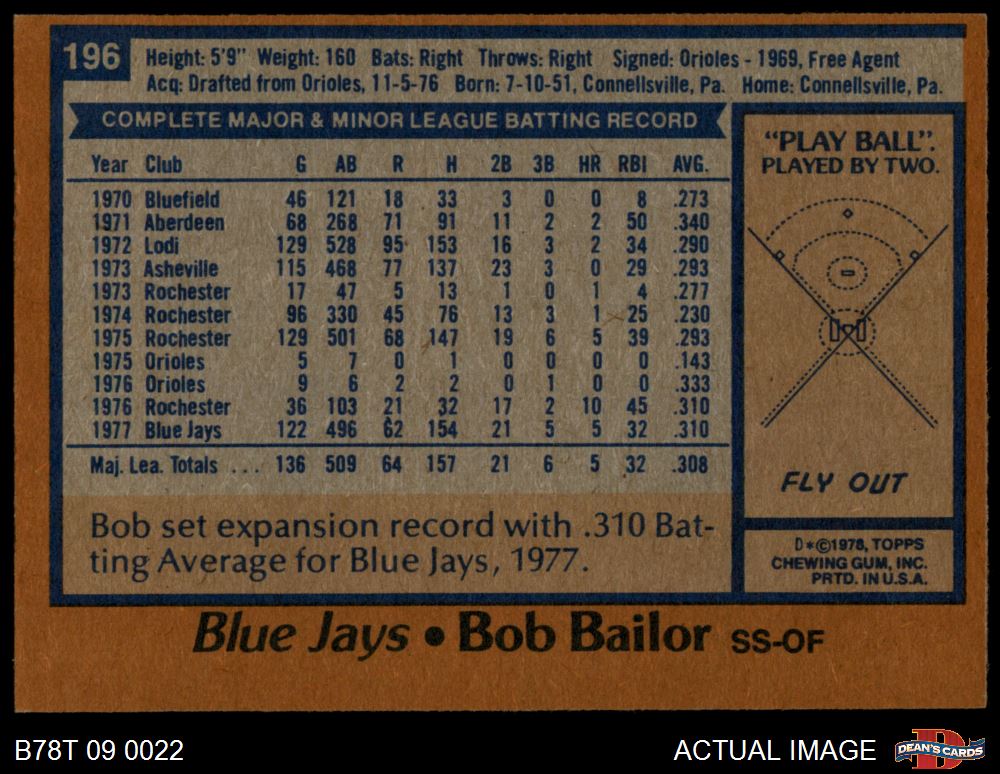 196
Height: 5'9" Weight: 160 Bats: Right Throws: Right Signed: Orioles - 1969, Free Agent
Acq: Drafted from Orioles, 11-5-76 Born: 7-10-51, Connellsville, Pa. Home: Connellsville, Pa.
COMPLETE MAJOR & MINOR LEAGUE BATTING RECORD
Year Club G AB R H 2B 3B HR RBI AVG.
1970 Bluefield 46 121 18 33 3 0 0 8 .273
1971 Aberdeen 68 268 71 91 11 2 2 50 .340
1972 Lodi 129 528 95 153 16 3 2 34 .290
1973 Asheville 115 468 77 137 23 3 0 29 .293
1973 Rochester 17 47 5 13 1 0 1 4 .277
1974 Rochester 96 330 45 76 13 3 1 25 .230
1975 Rochester 129 501 68 147 19 6 5 39 .293
1975 Orioles 5 7 0 1 0 0 0 0 .143
1976 Orioles 9 6 2 2 0 1 0 0 .333
1976 Rochester 36 103 21 32 17 2 10 45 .310
1977 Blue Jays 122 496 62 154 21 5 5 32 .310
Maj. Lea. Totals ... 136 509 64 157 21 6 5 32 .308
Bob set expansion record with .310 Bat-
ting Average for Blue Jays, 1977.
"PLAY BALL".
PLAYED BY TWO.
FLY OUT
D*©1978, TOPPS
CHEWING GUM, INC.
PRTD. IN U.S.A.
Blue Jays • Bob Bailor SS-OF
B78T 09 0022
ACTUAL IMAGE
D
DEAN'S CARDS